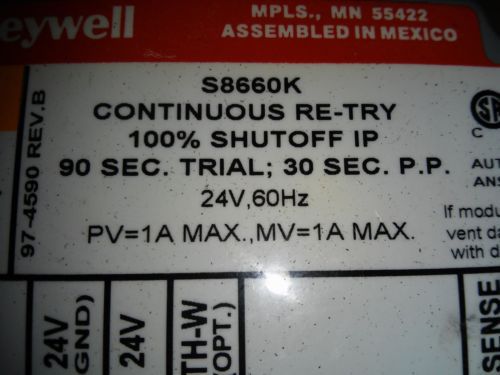 eywell
MPLS., MN 55422
ASSEMBLED IN MEXICO
S8660K
CONTINUOUS RE-TRY
100% SHUTOFF IP
90 SEC. TRIAL; 30 SEC. P.P.
24V,60Hz
PV=1A MAX.,MV=1A MAX.
97-4590 REV.B
C
AUT
ANS
If modu
vent da
with d
24V
GND)
24V
TH-W
(OPT.)
SENSE